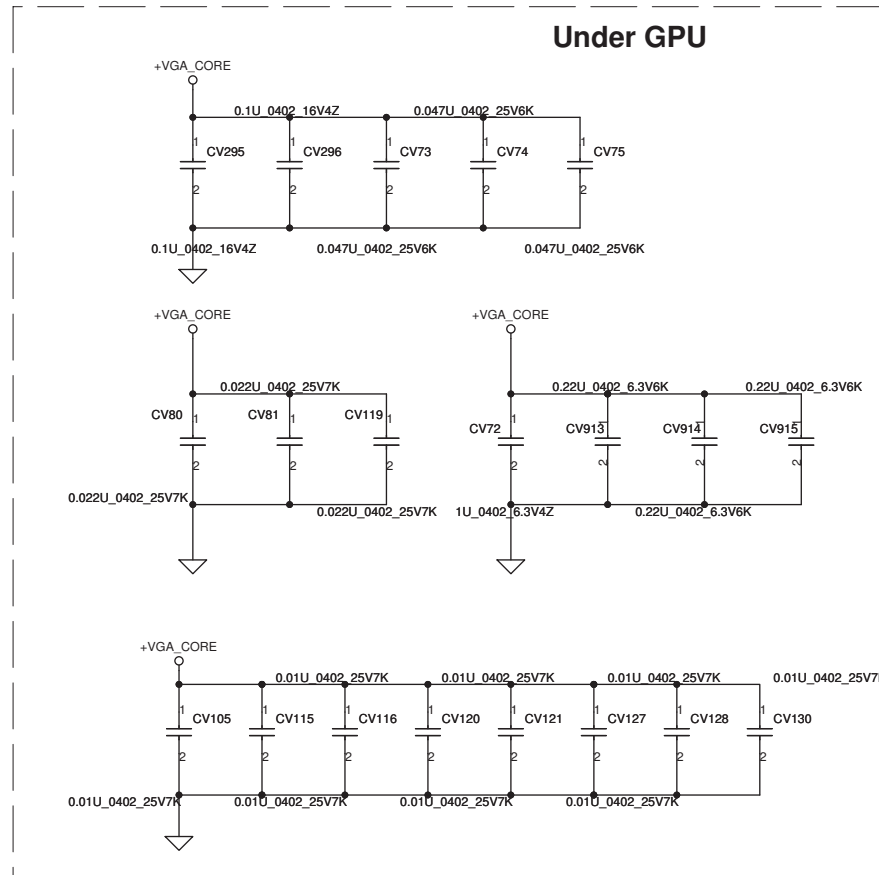 Under GPU
+VGA_CORE
0.1U_0402_16V4Z 0.047U_0402_25V6K
1 1 1 1 1
CV295 CV296 CV73 CV74 CV75
2 2 2 2 2
0.1U_0402_16V4Z 0.047U_0402_25V6K 0.047U_0402_25V6K
+VGA_CORE +VGA_CORE
0.022U_0402_25V7K 0.22U_0402_6.3V6K 0.22U_0402_6.3V6K
CV80 1 CV81 1 CV119 1 CV72 1 CV913 1 CV914 1 CV915 1
2 2 2 2 2 2 2
0.022U_0402_25V7K 0.022U_0402_25V7K 1U_0402_6.3V4Z 0.22U_0402_6.3V6K
+VGA_CORE
0.01U_0402_25V7K 0.01U_0402_25V7K 0.01U_0402_25V7K 0.01U_0402_25V7
1 1 1 1 1 1 1 1
CV105 CV115 CV116 CV120 CV121 CV127 CV128 CV130
2 2 2 2 2 2 2 2
0.01U_0402_25V7K 0.01U_0402_25V7K 0.01U_0402_25V7K 0.01U_0402_25V7K